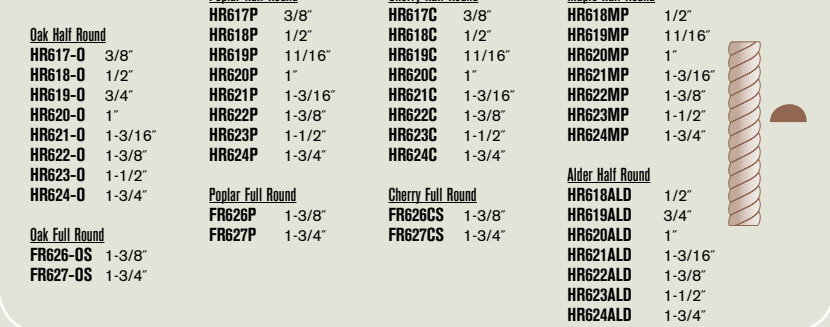 Oak Half Round
HR617-O 3/8″
HR618-O 1/2″
HR619-O 3/4″
HR620-O 1″
HR621-O 1-3/16″
HR622-O 1-3/8″
HR623-O 1-1/2″
HR624-O 1-3/4″
Oak Full Round
FR626-OS 1-3/8″
FR627-OS 1-3/4″
HR617P 3/8″
HR618P 1/2″
HR619P 11/16″
HR620P 1″
HR621P 1-3/16″
HR622P 1-3/8″
HR623P 1-1/2″
HR624P 1-3/4″
Poplar Full Round
FR626P 1-3/8″
FR627P 1-3/4″
HR617C 3/8″
HR618C 1/2″
HR619C 11/16″
HR620C 1″
HR621C 1-3/16″
HR622C 1-3/8″
HR623C 1-1/2″
HR624C 1-3/4″
Cherry Full Round
FR626CS 1-3/8″
FR627CS 1-3/4″
HR618MP 1/2″
HR619MP 11/16″
HR620MP 1″
HR621MP 1-3/16″
HR622MP 1-3/8″
HR623MP 1-1/2″
HR624MP 1-3/4″
Alder Half Round
HR618ALD 1/2″
HR619ALD 3/4″
HR620ALD 1″
HR621ALD 1-3/16″
HR622ALD 1-3/8″
HR623ALD 1-1/2″
HR624ALD 1-3/4″